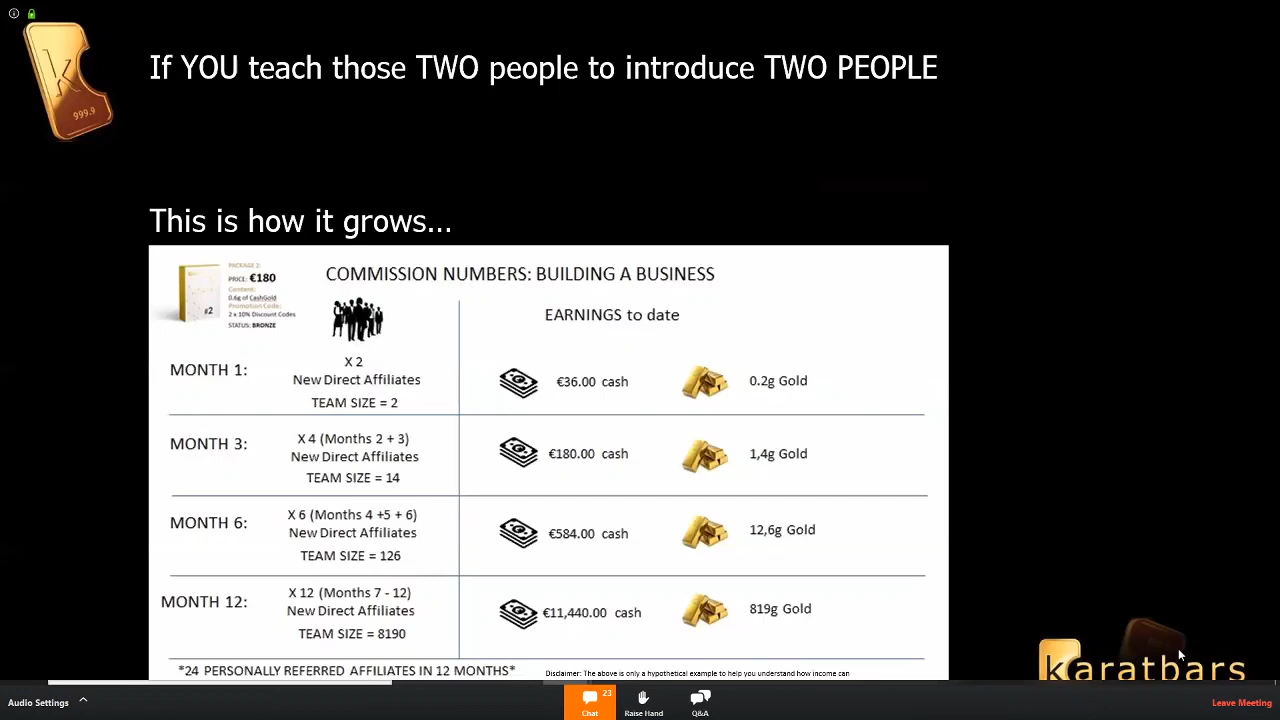 If YOU teach those TWO people to introduce TWO PEOPLE
k
999.9
This is how it grows...
PACKAGE 2:
PRICE: €180
Content:
0.6g of CashGold
Promotion Code:
2 x 10% Discount Codes
STATUS: BRONZE
#2
COMMISSION NUMBERS: BUILDING A BUSINESS
EARNINGS to date
MONTH 1:
X 2
New Direct Affiliates
TEAM SIZE = 2
€36.00 cash
0.2g Gold
MONTH 3:
X 4 (Months 2 + 3)
New Direct Affiliates
TEAM SIZE = 14
€180.00 cash
1,4g Gold
MONTH 6:
X 6 (Months 4 +5 + 6)
New Direct Affiliates
TEAM SIZE = 126
€584.00 cash
12,6g Gold
MONTH 12:
X 12 (Months 7 - 12)
New Direct Affiliates
TEAM SIZE = 8190
€11,440.00 cash
819g Gold
*24 PERSONALLY REFERRED AFFILIATES IN 12 MONTHS*
Disclaimer: The above is only a hypothetical example to help you understand how income can
karatbars
Audio Settings
23
Chat
Raise Hand
Q&A
Leave Meeting